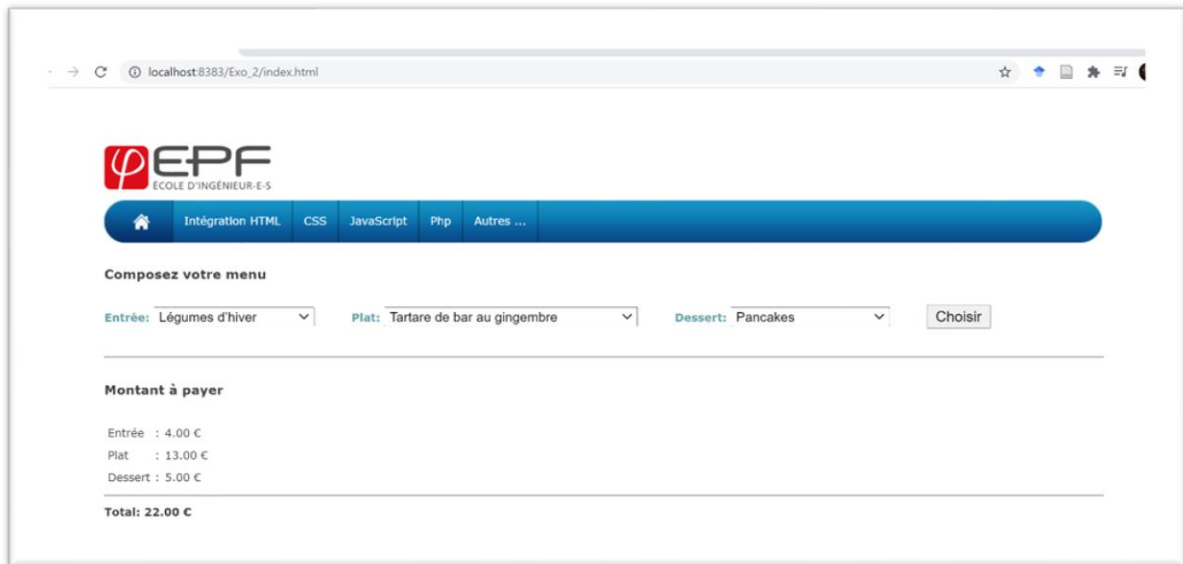 localhost:8383/Exo_2/index.html
EPF
ÉCOLE D'INGÉNIEUR-E-S
Intégration HTML CSS JavaScript Php Autres ...
Composez votre menu
Entrée: Légumes d'hiver Plat: Tartare de bar au gingembre Dessert: Pancakes Choisir
Montant à payer
Entrée : 4.00 €
Plat : 13.00 €
Dessert : 5.00 €
Total: 22.00 €